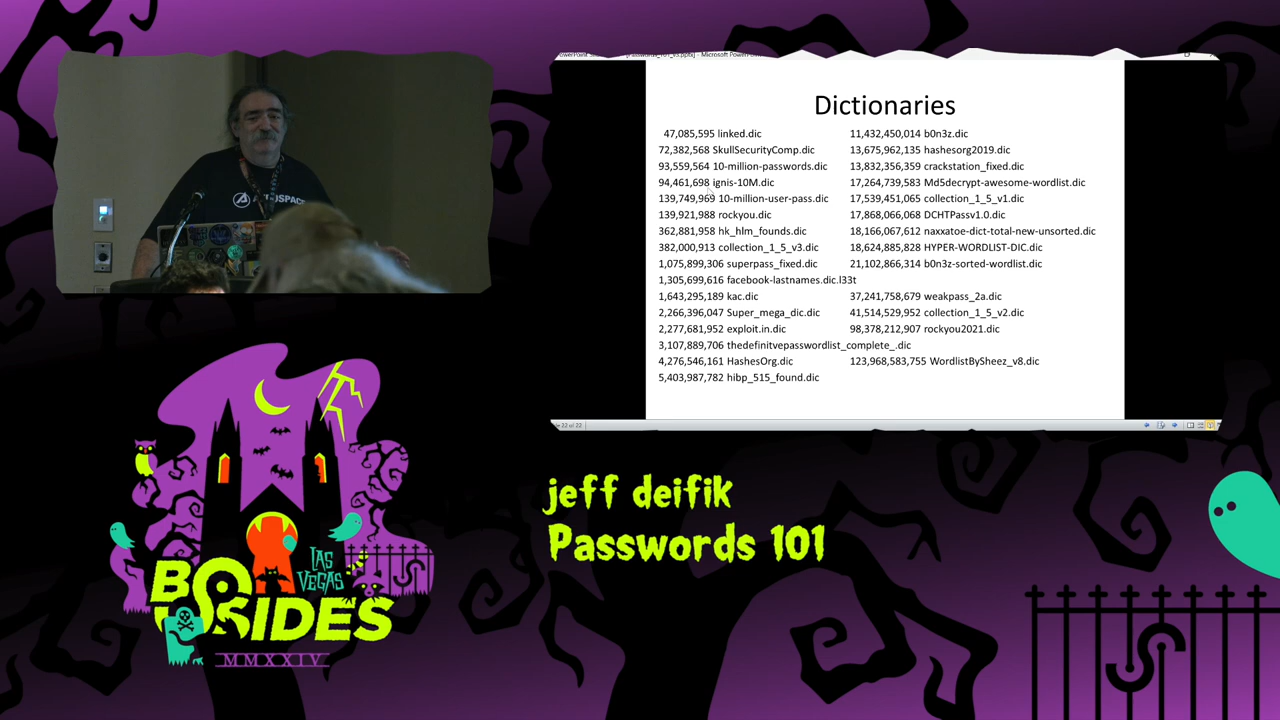 AEROSPACE
Dictionaries
47,085,595 linked.dic
72,382,568 SkullSecurityComp.dic
93,559,564 10-million-passwords.dic
94,461,698 ignis-10M.dic
139,749,969 10-million-user-pass.dic
139,921,988 rockyou.dic
362,881,958 hk_hlm_founds.dic
382,000,913 collection_1_5_v3.dic
1,075,899,306 superpass_fixed.dic
1,305,699,616 facebook-lastnames.dic.l33t
1,643,295,189 kac.dic
2,266,396,047 Super_mega_dic.dic
2,277,681,952 exploit.in.dic
3,107,889,706 thedefinitvepasswordlist_complete_.dic
4,276,546,161 HashesOrg.dic
5,403,987,782 hibp_515_found.dic
11,432,450,014 b0n3z.dic
13,675,962,135 hashesorg2019.dic
13,832,356,359 crackstation_fixed.dic
17,264,739,583 Md5decrypt-awesome-wordlist.dic
17,539,451,065 collection_1_5_v1.dic
17,868,066,068 DCHTPassv1.0.dic
18,166,067,612 naxxatoe-dict-total-new-unsorted.dic
18,624,885,828 HYPER-WORDLIST-DIC.dic
21,102,866,314 b0n3z-sorted-wordlist.dic
37,241,758,679 weakpass_2a.dic
41,514,529,952 collection_1_5_v2.dic
98,378,212,907 rockyou2021.dic
123,968,583,755 WordlistBySheez_v8.dic
22 of 22
jeff deifik
Passwords 101
LAS
VEGAS
BSIDES
MMXXIV